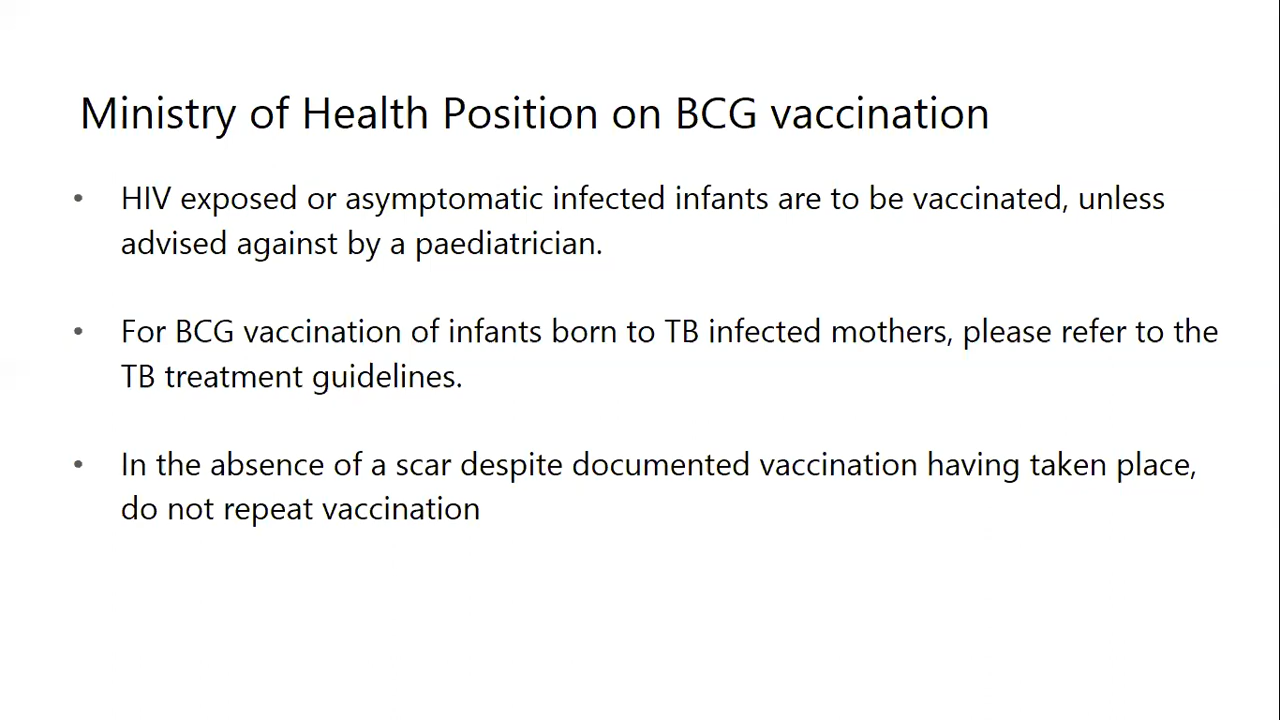 Ministry of Health Position on BCG vaccination
• HIV exposed or asymptomatic infected infants are to be vaccinated, unless
advised against by a paediatrician.
• For BCG vaccination of infants born to TB infected mothers, please refer to the
TB treatment guidelines.
• In the absence of a scar despite documented vaccination having taken place,
do not repeat vaccination